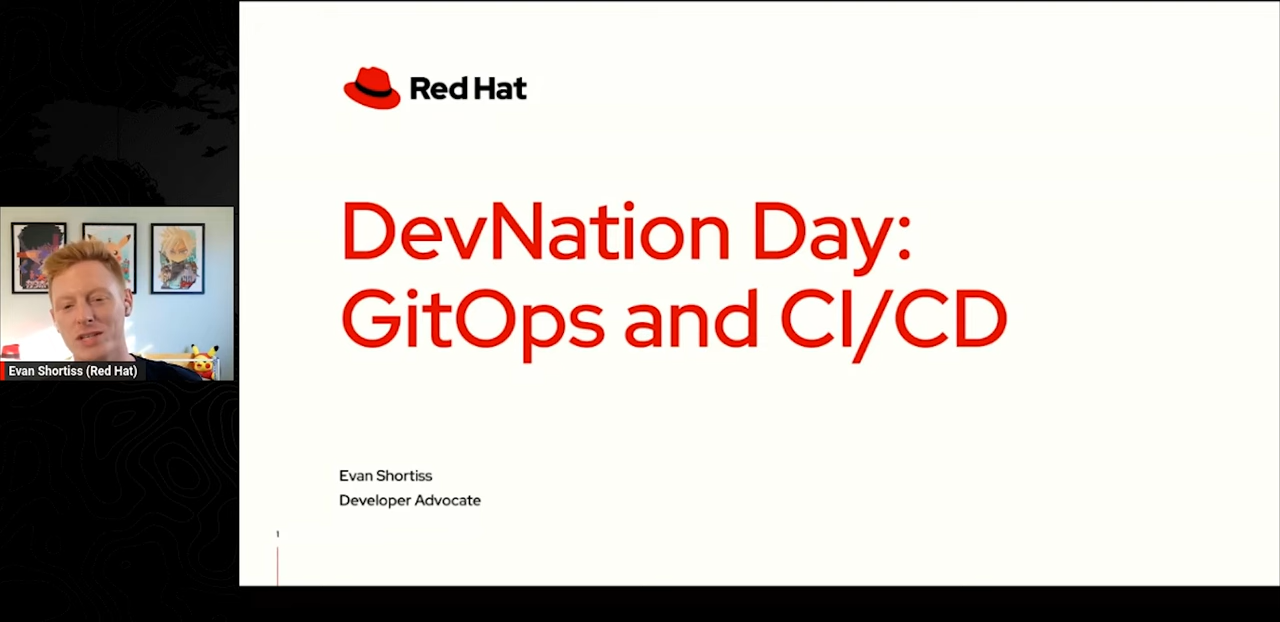 Red Hat
DevNation Day:
GitOps and CI/CD
Evan Shortiss (Red Hat)
Evan Shortiss
Developer Advocate
1